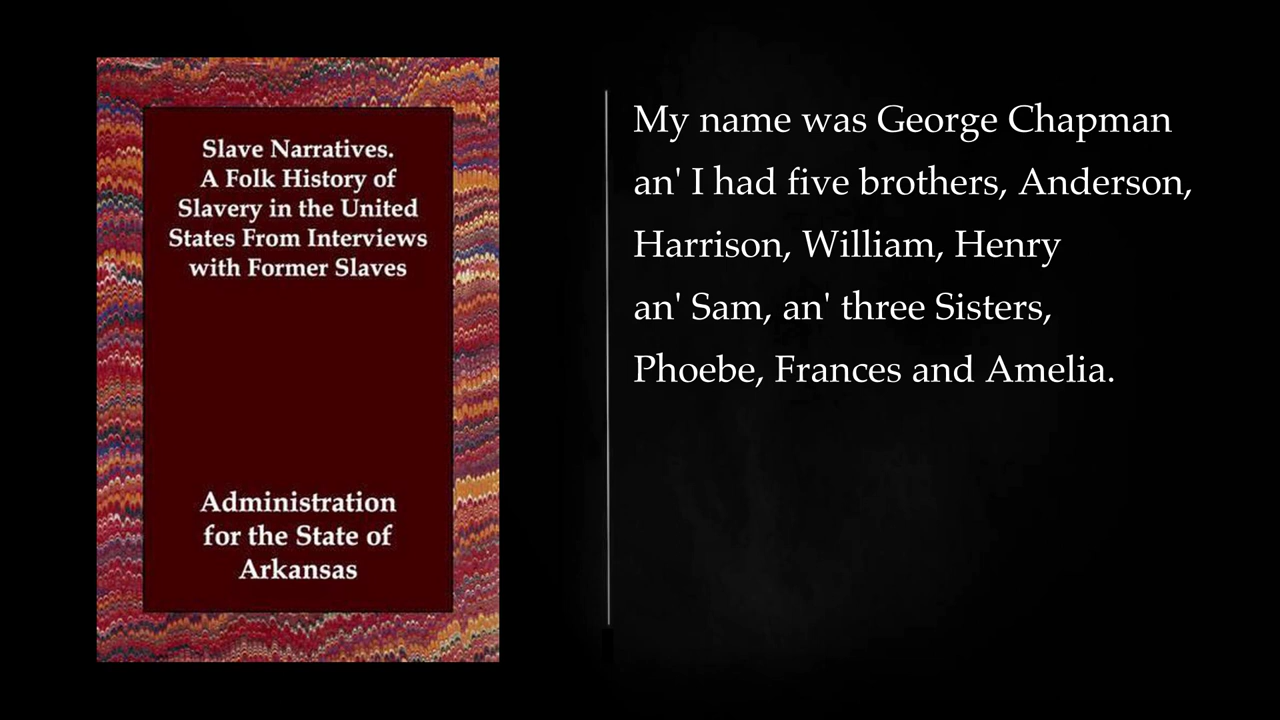 Slave Narratives.
A Folk History of
Slavery in the United
States From Interviews
with Former Slaves
Administration
for the State of
Arkansas
My name was George Chapman
an' I had five brothers, Anderson,
Harrison, William, Henry
an' Sam, an' three Sisters,
Phoebe, Frances and Amelia.